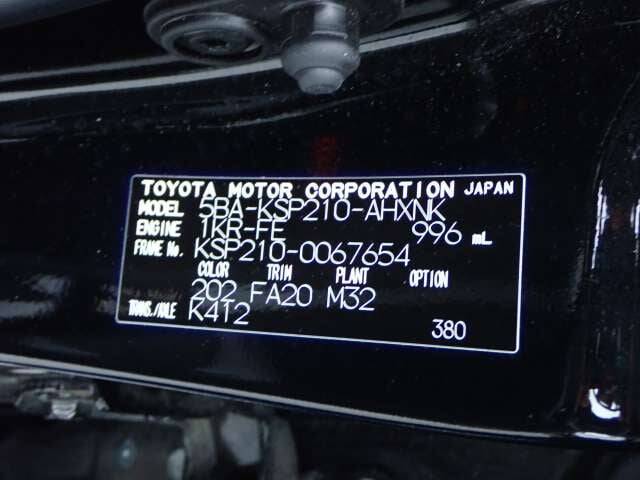 TOYOTA MOTOR CORPORATION JAPAN
MODEL 5BA-KSP210-AHXNK
ENGINE 1KR-FE 996 mL
FRAME No. KSP210-0067654
COLOR TRIM PLANT OPTION
202 FA20 M32
TRANS./AXLE K412
380